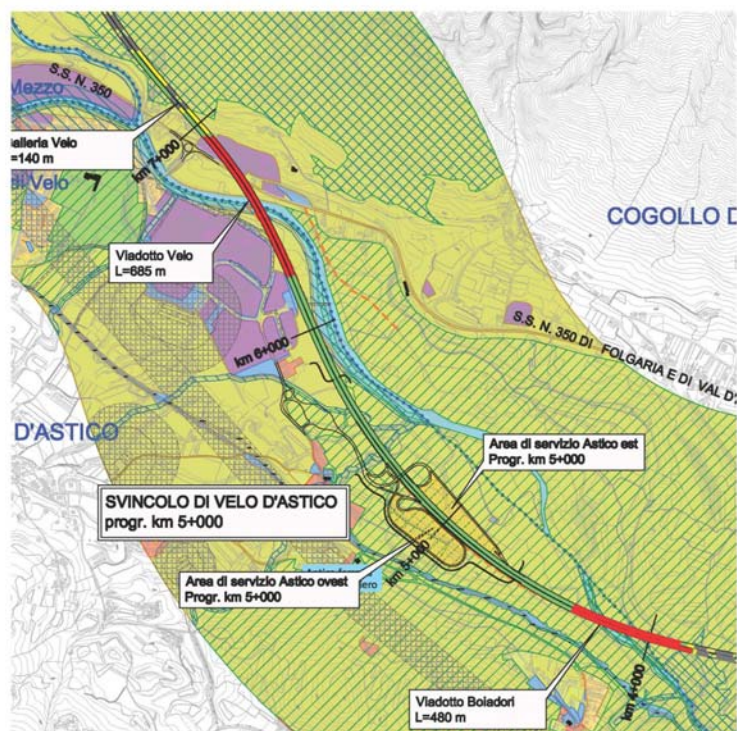 S.S. N. 350
Mezzo
Galleria Velo
=140 m
km 7+000
di Velo
COGOLLO D
Viadotto Velo
L=685 m
km 6+000
S.S. N. 350 DI FOLGARIA E DI VAL D'
D'ASTICO
Area di servizio Astico est
Progr. km 5+000
SVINCOLO DI VELO D'ASTICO
progr. km 5+000
km 5+000
Area di servizio Astico ovest
Progr. km 5+000
km 4+000
Viadotto Boiadori
L=480 m